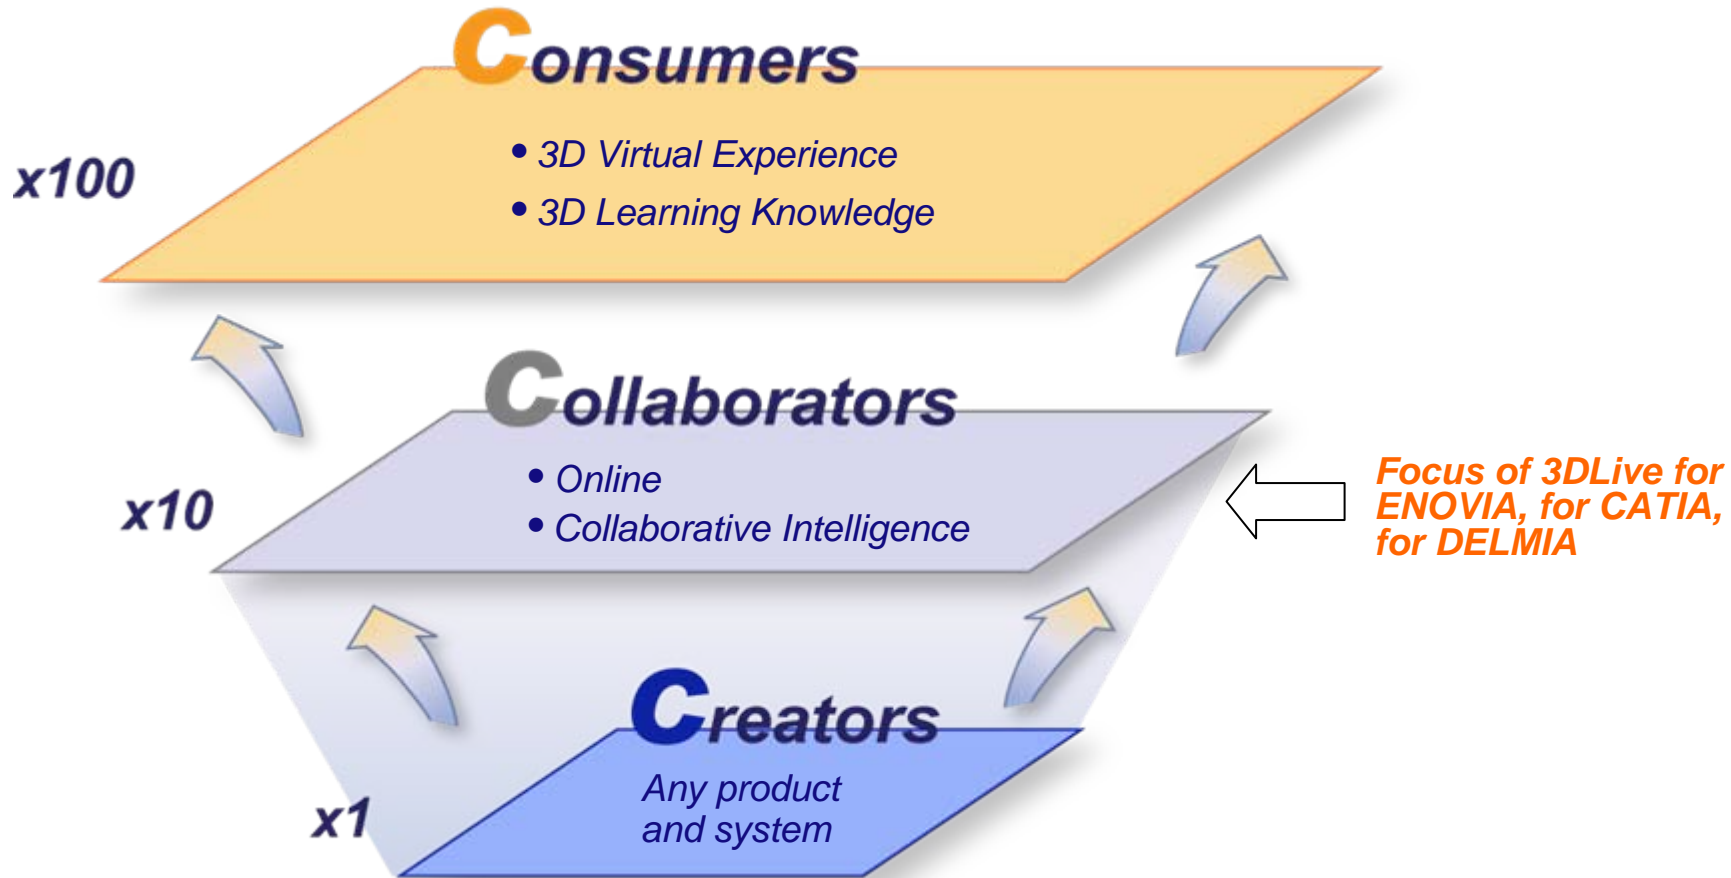 Consumers
• 3D Virtual Experience
x100
• 3D Learning Knowledge
Collaborators
• Online
x10
• Collaborative Intelligence
Focus of 3DLive for
ENOVIA, for CATIA,
for DELMIA
Creators
Any product
x1
and system